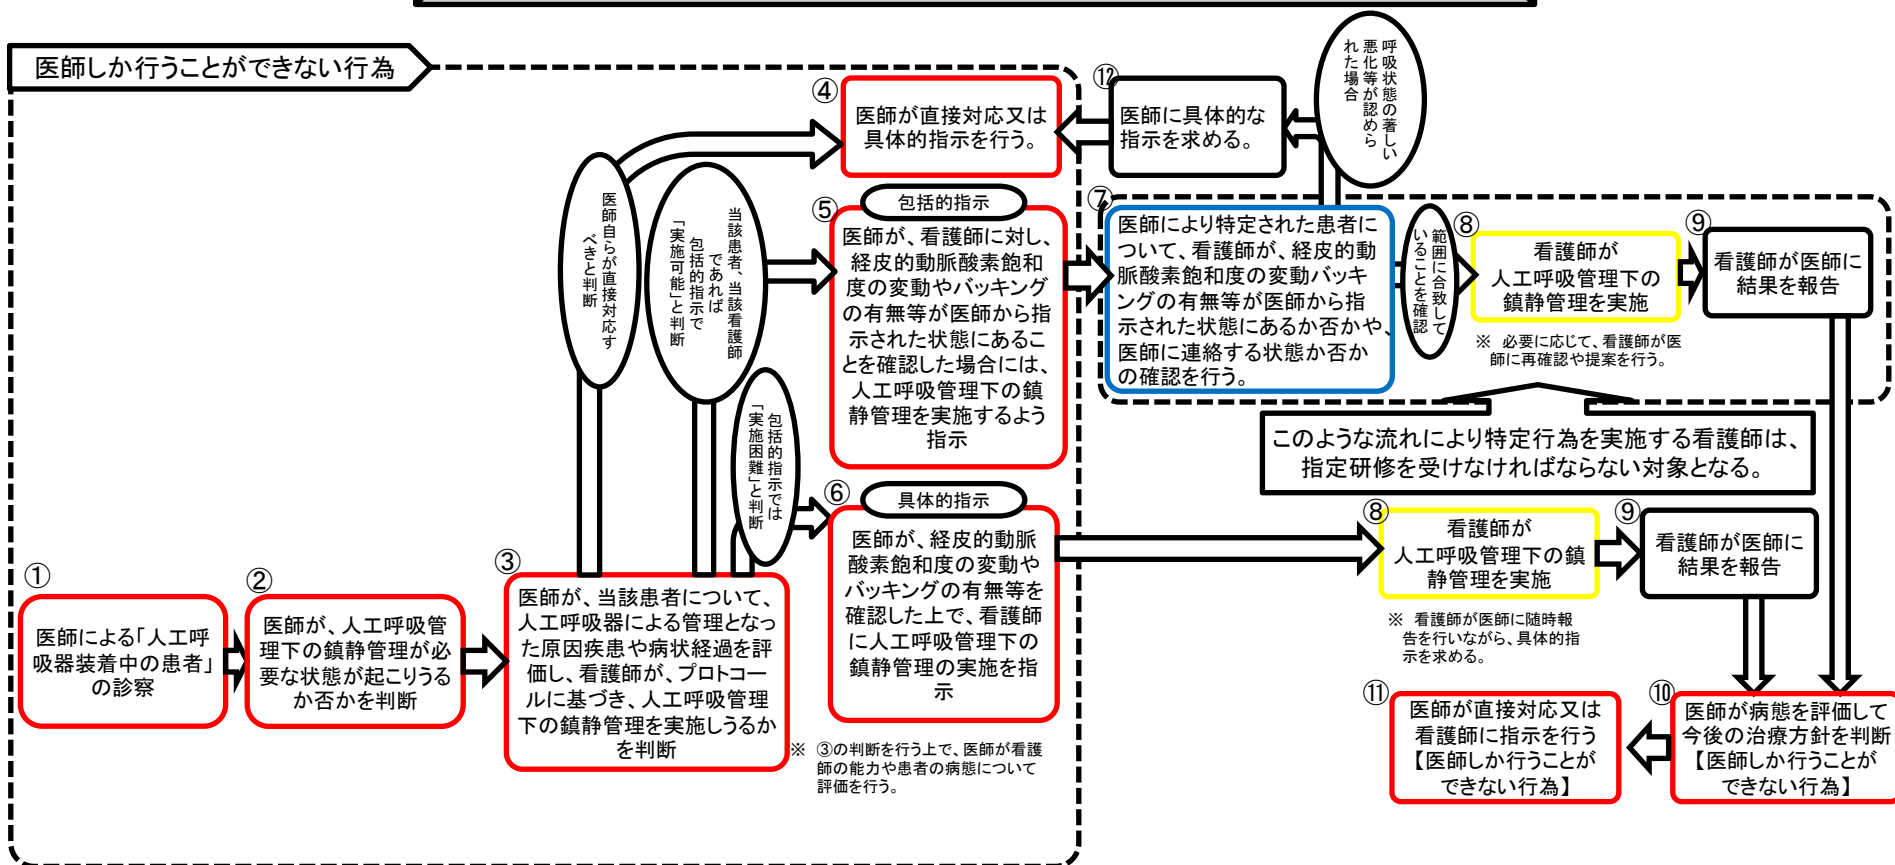 医師しか行うことができない行為
①
医師による「人工呼
吸器装着中の患者」
の診察
②
医師が、人工呼吸管
理下の鎮静管理が必
要な状態が起こりうる
か否かを判断
③
医師が、当該患者について、
人工呼吸器による管理となっ
た原因疾患や病状経過を評
価し、看護師が、プロトコー
ルに基づき、人工呼吸管理
下の鎮静管理を実施しうるか
を判断
※ ③の判断を行う上で、医師が看護
師の能力や患者の病態について
評価を行う。
医師自らが直接対応す
べきと判断
当該患者、当該看護師
であれば
包括的指示で
「実施可能」と判断
包括的指示では
「実施困難」と判断
④
医師が直接対応又は
具体的指示を行う。
⑤
包括的指示
医師が、看護師に対し、
経皮的動脈酸素飽和
度の変動やバッキング
の有無等が医師から指
示された状態にあるこ
とを確認した場合には、
人工呼吸管理下の鎮
静管理を実施するよう
指示
⑥
具体的指示
医師が、経皮的動脈
酸素飽和度の変動や
バッキングの有無等を
確認した上で、看護師
に人工呼吸管理下の
鎮静管理の実施を指
示
⑫
医師に具体的な
指示を求める。
呼吸状態の著しい
悪化等が認めら
れた場合
⑦
医師により特定された患者に
ついて、看護師が、経皮的動
脈酸素飽和度の変動バッキ
ングの有無等が医師から指
示された状態にあるか否かや、
医師に連絡する状態か否か
の確認を行う。
範囲に合致して
いることを確認
⑧
看護師が
人工呼吸管理下の
鎮静管理を実施
※ 必要に応じて、看護師が医
師に再確認や提案を行う。
⑨
看護師が医師に
結果を報告
このような流れにより特定行為を実施する看護師は、
指定研修を受けなければならない対象となる。
⑧
看護師が
人工呼吸管理下の鎮
静管理を実施
※ 看護師が医師に随時報
告を行いながら、具体的指
示を求める。
⑨
看護師が医師に
結果を報告
⑩
医師が病態を評価して
今後の治療方針を判断
【医師しか行うことが
できない行為】
⑪
医師が直接対応又は
看護師に指示を行う
【医師しか行うことが
できない行為】